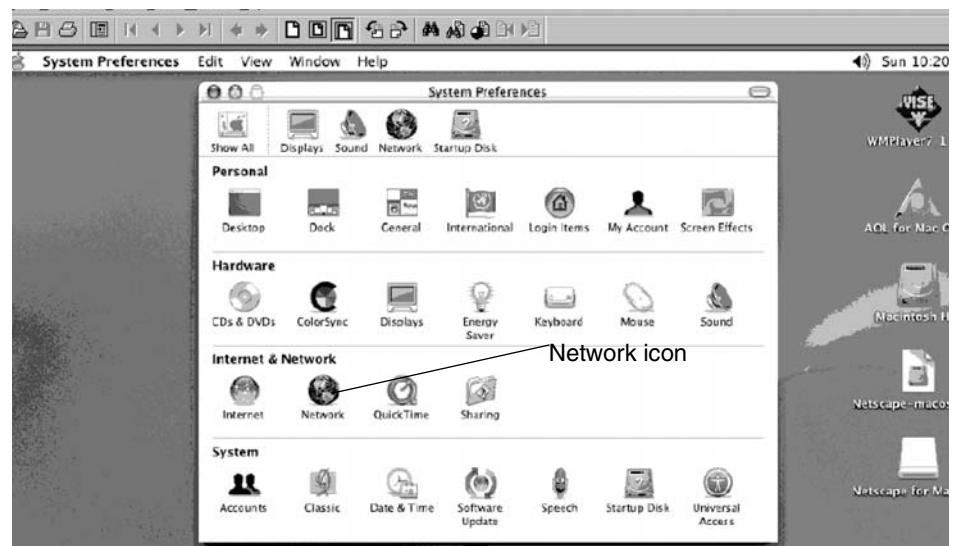 System Preferences Edit View Window Help Sun 10:20
System Preferences
Show All Displays Sound Network Startup Disk
Personal
Desktop Dock General International Login Items My Account Screen Effects
Hardware
CDs & DVDs ColorSync Displays Energy Saver Keyboard Mouse Sound
Network icon
Internet & Network
Internet Network QuickTime Sharing
System
Accounts Classic Date & Time Software Update Speech Startup Disk Universal Access
VISE
WMPlayer7 1
AOL for Mac
Macintosh H
Netscape-macos
Netscape for Ma